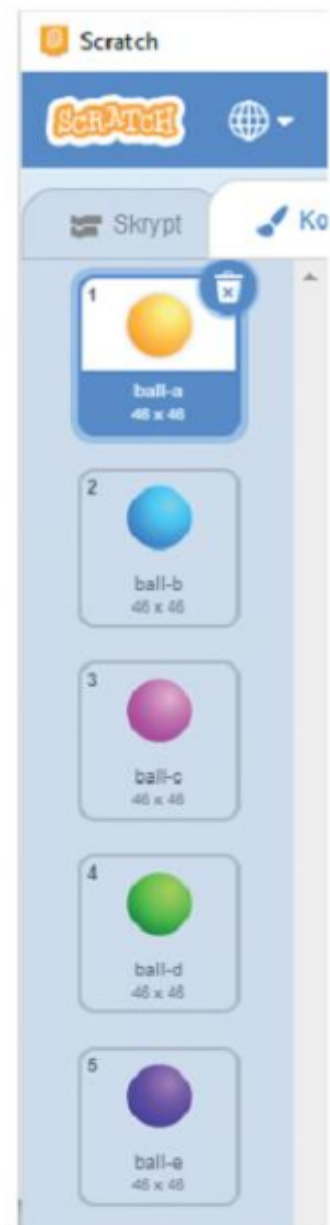 Scratch
SCRATCH
Skrypt
Ko
1
ball-a
46 x 46
2
ball-b
46 x 46
3
ball-c
46 x 46
4
ball-d
46 x 46
5
ball-e
46 x 46